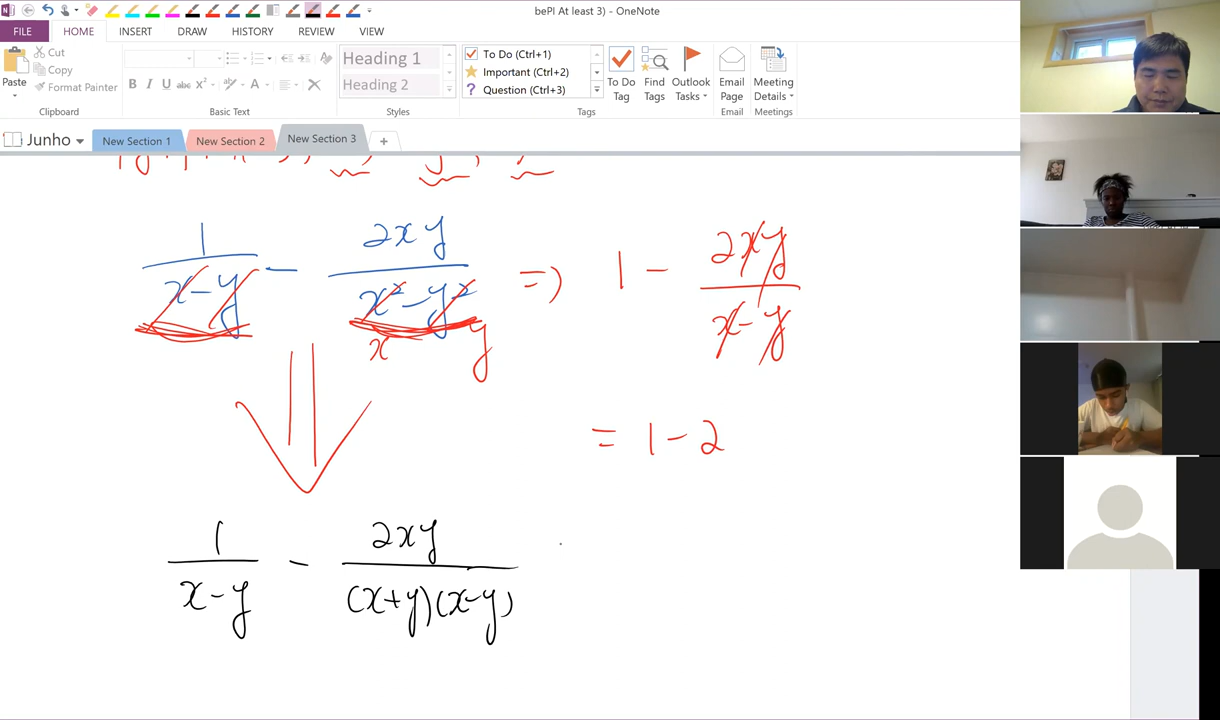 bePl At least 3) - OneNote
FILE HOME INSERT DRAW HISTORY REVIEW VIEW
Paste
Cut
Copy
Format Painter
Clipboard
B I U abc x₂ A
Basic Text
Heading 1
Heading 2
Styles
To Do (Ctrl+1)
Important (Ctrl+2)
? Question (Ctrl+3)
To Do Tag
Find Tags
Outlook Tasks
Tags
Email Page
Email
Meeting Details
Meetings
Junho New Section 1 New Section 2 New Section 3 +
1/(x-y) - 2xy/(x²-y²) => 1 - 2xy/(x-y)
x y
= 1-2
1/(x-y) - 2xy/((x+y)(x-y))